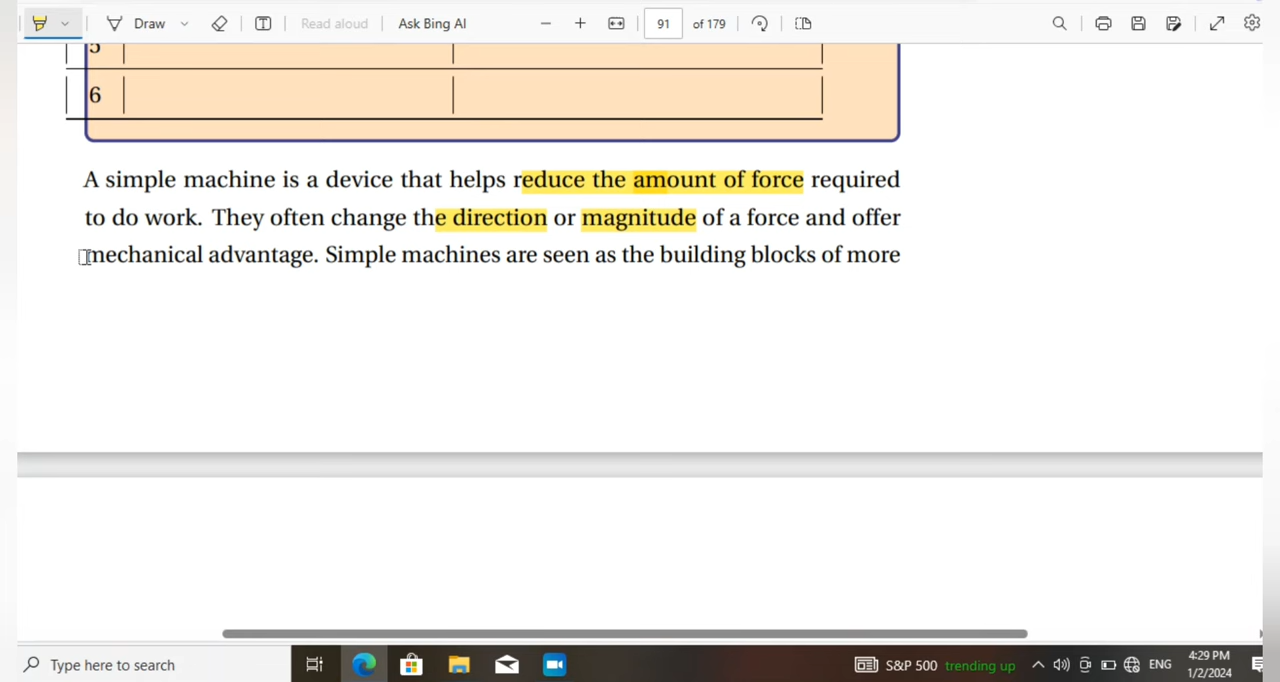 Draw
Read aloud
Ask Bing AI
91
of 179
5
6
A simple machine is a device that helps reduce the amount of force required
to do work. They often change the direction or magnitude of a force and offer
mechanical advantage. Simple machines are seen as the building blocks of more
Type here to search
S&P 500 trending up
ENG
4:29 PM
1/2/2024